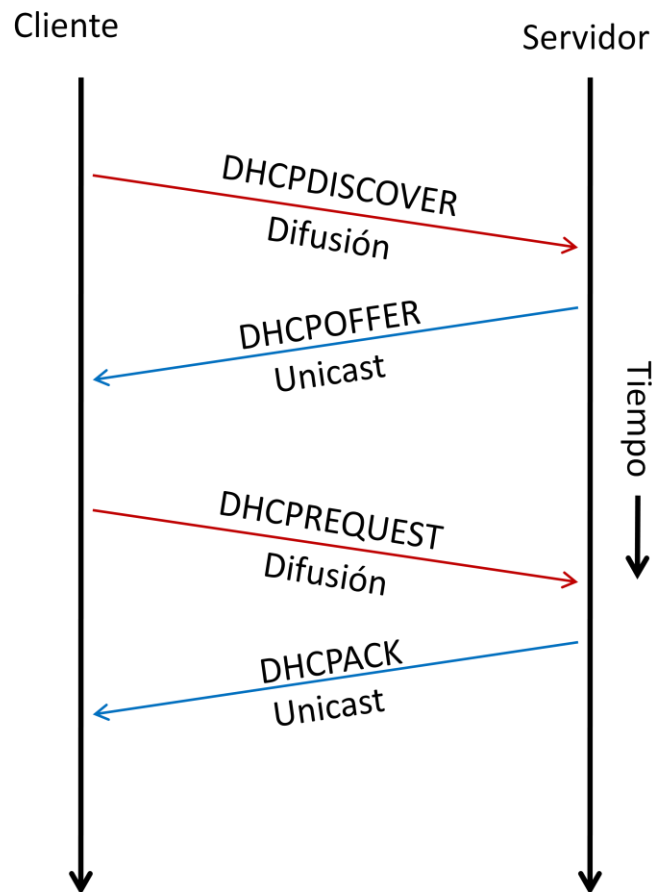 Cliente
Servidor
DHCPDISCOVER
Difusión
DHCPOFFER
Unicast
Tiempo
DHCPREQUEST
Difusión
DHCPACK
Unicast